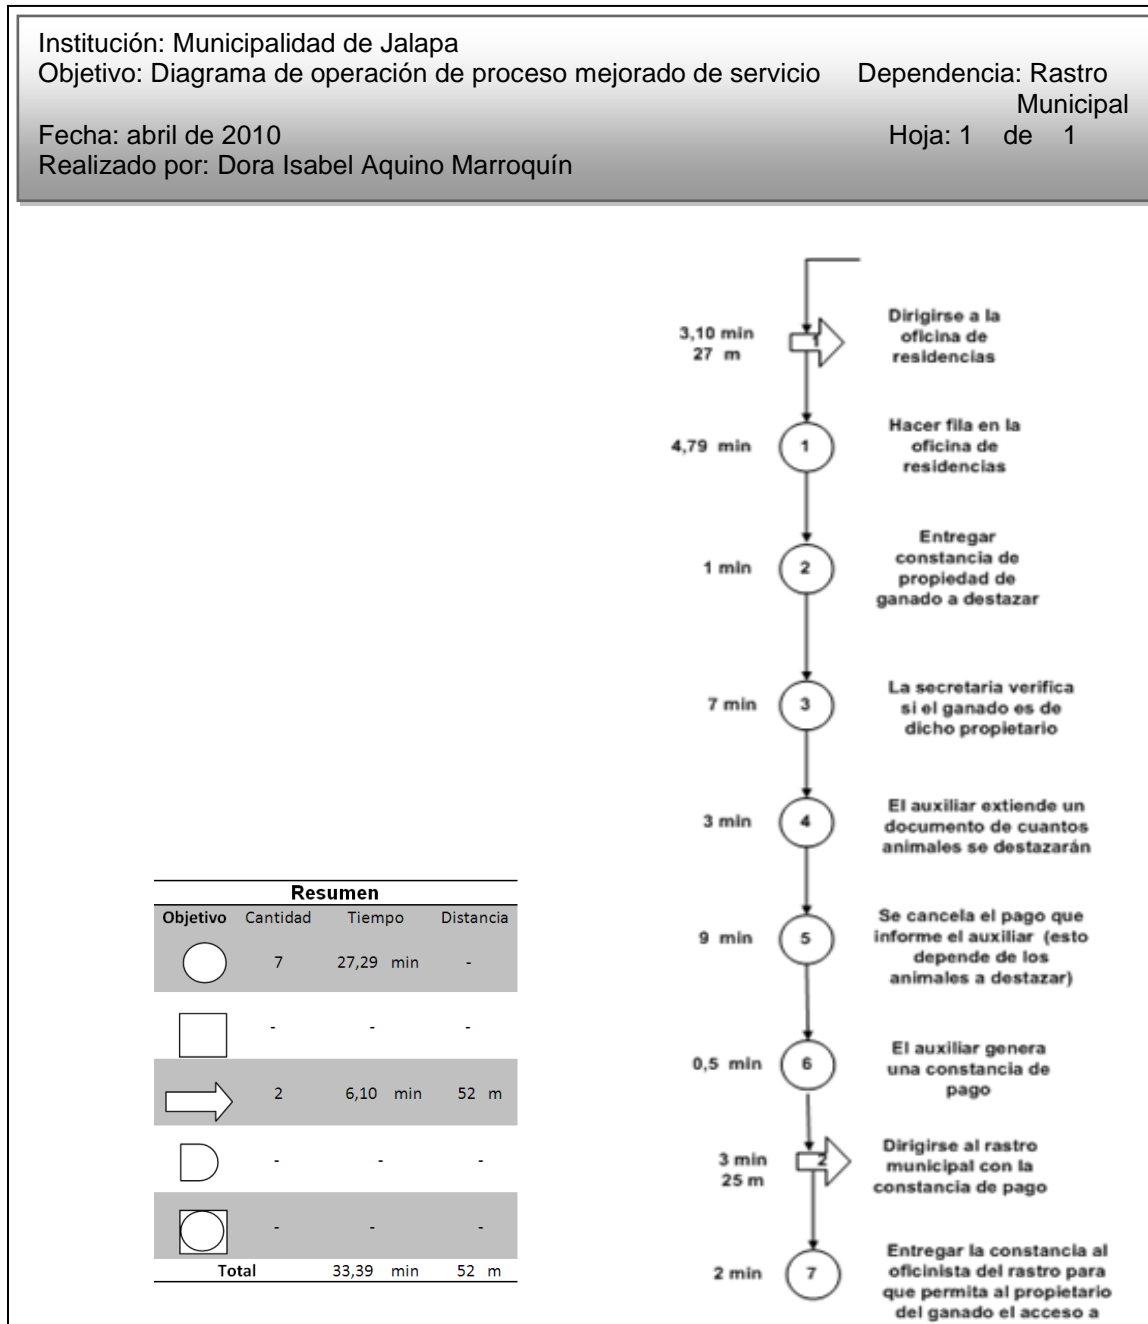 Institución: Municipalidad de Jalapa
Objetivo: Diagrama de operación de proceso mejorado de servicio Dependencia: Rastro
Municipal
Fecha: abril de 2010 Hoja: 1 de 1
Realizado por: Dora Isabel Aquino Marroquín
3,10 min
27 m
1
Dirigirse a la
oficina de
residencias
4,79 min
1
Hacer fila en la
oficina de
residencias
1 min
2
Entregar
constancia de
propiedad de
ganado a destazar
7 min
3
La secretaria verifica
si el ganado es de
dicho propietario
3 min
4
El auxiliar extiende un
documento de cuantos
animales se destazarán
9 min
5
Se cancela el pago que
informe el auxiliar (esto
depende de los
animales a destazar)
0,5 min
6
El auxiliar genera
una constancia de
pago
3 min
25 m
2
Dirigirse al rastro
municipal con la
constancia de pago
2 min
7
Entregar la constancia al
oficinista del rastro para
que permita al propietario
del ganado el acceso a
Resumen
Objetivo Cantidad Tiempo Distancia
7 27,29 min -
- - -
2 6,10 min 52 m
- - -
- - -
Total 33,39 min 52 m